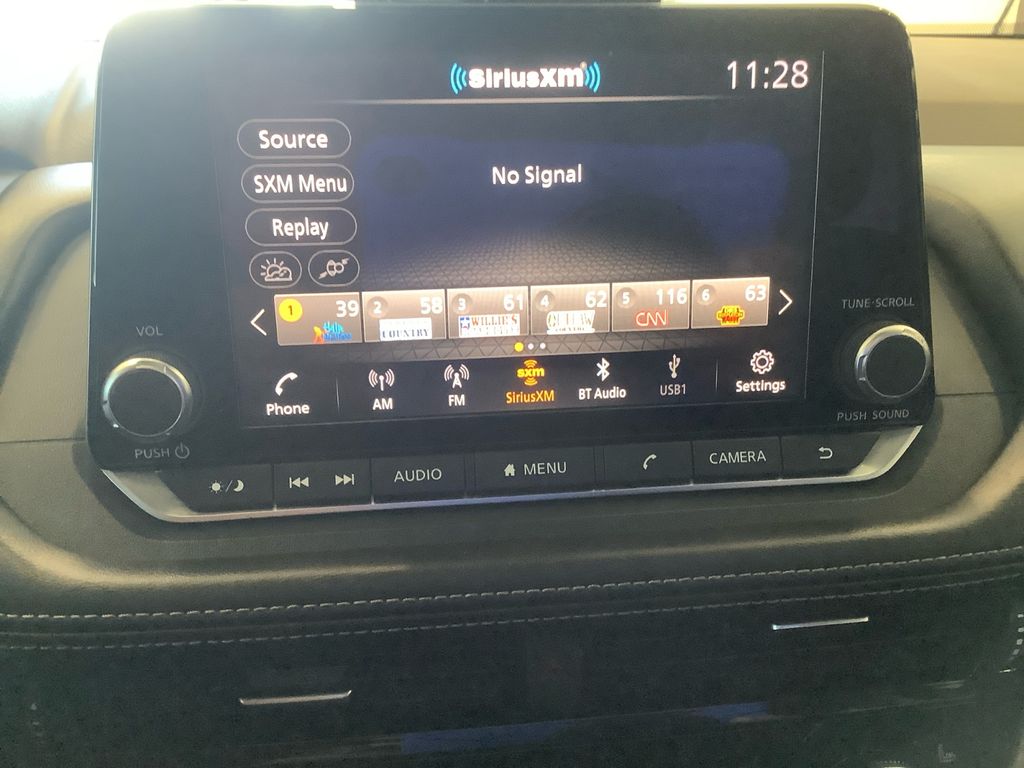 SiriusXM
11:28
Source
No Signal
SXM Menu
Replay
1 39
2 58
COUNTRY
3 61
WILLIE'S
4 62
5 116
CNN
6 63
VOL
PUSH
TUNE·SCROLL
PUSH SOUND
Phone
AM
FM
sxm
SiriusXM
BT Audio
USB1
Settings
AUDIO
MENU
CAMERA